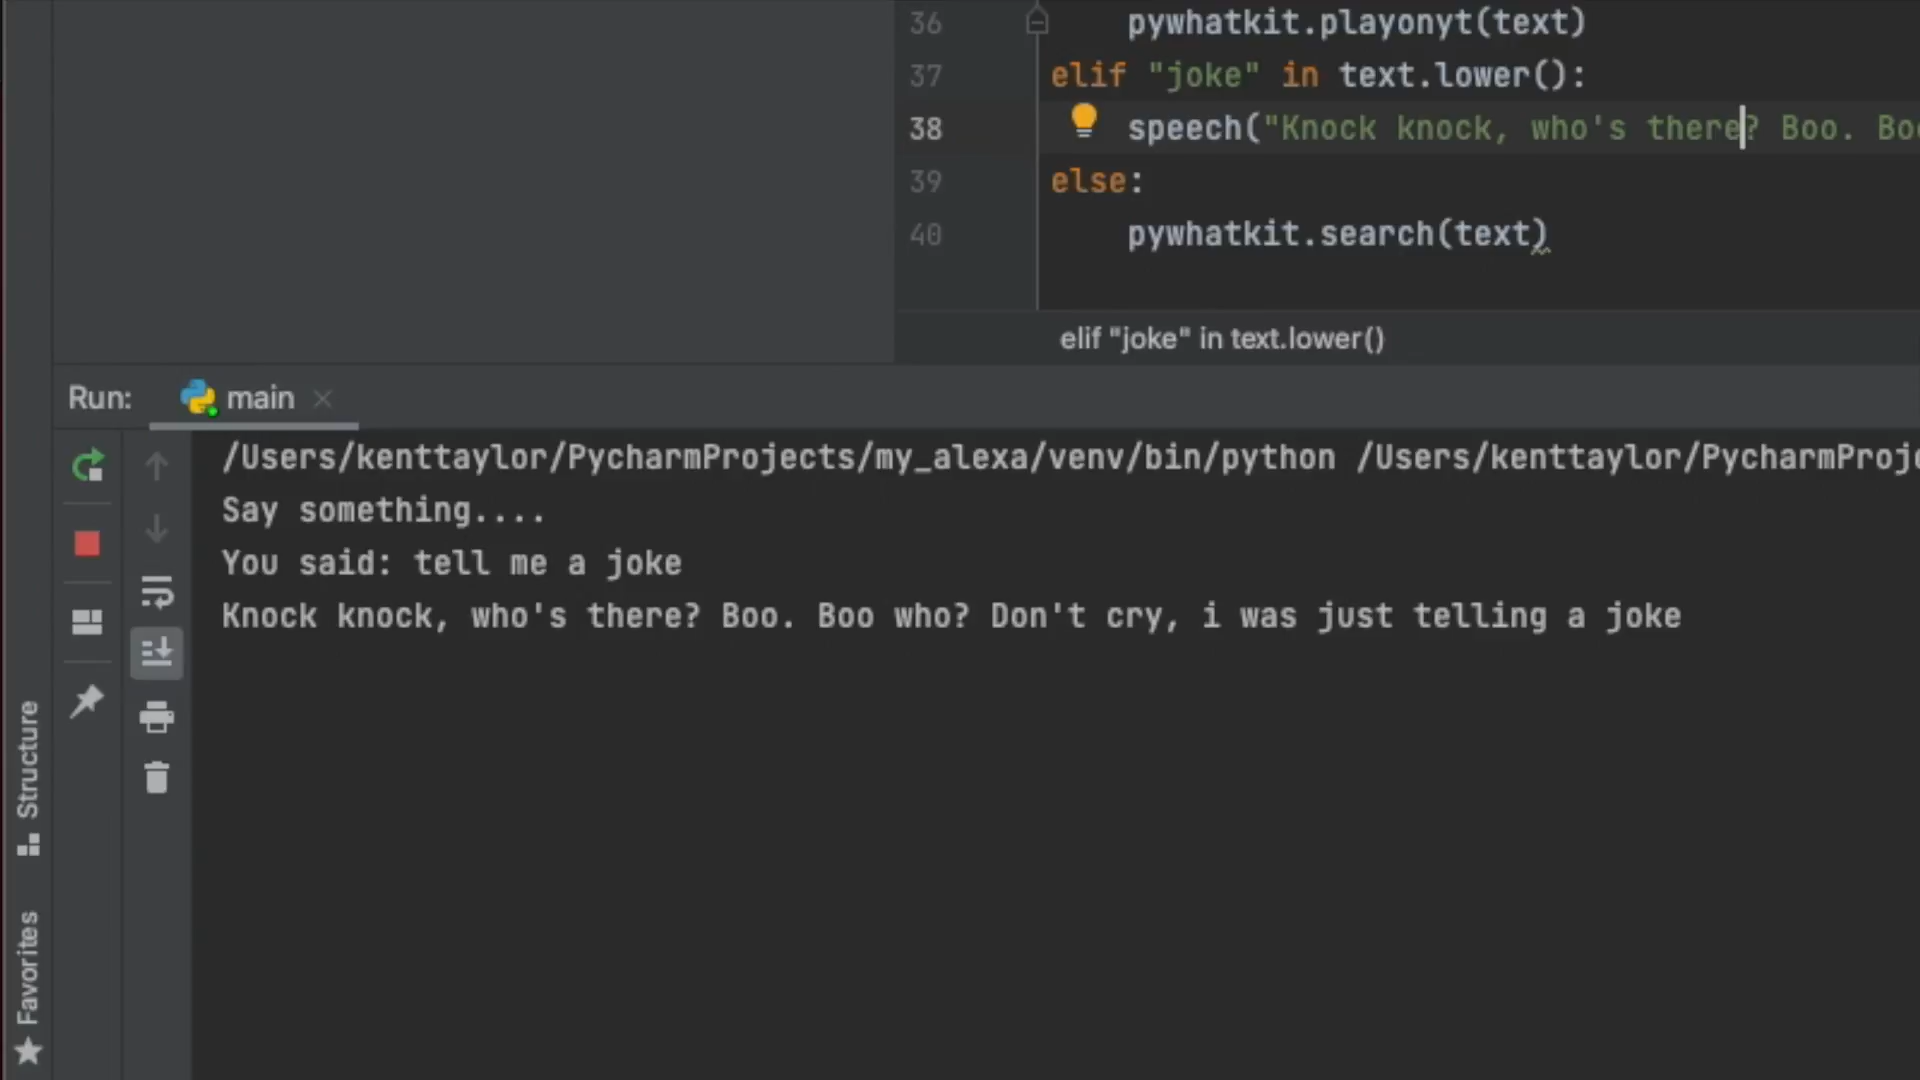 36 pywhatkit.playonyt(text)
37 elif "joke" in text.lower():
38 speech("Knock knock, who's there? Boo. Boo
39 else:
40 pywhatkit.search(text)
elif "joke" in text.lower()
Run: main
/Users/kenttaylor/PycharmProjects/my_alexa/venv/bin/python /Users/kenttaylor/PycharmProje
Say something....
You said: tell me a joke
Knock knock, who's there? Boo. Boo who? Don't cry, i was just telling a joke
Structure
Favorites